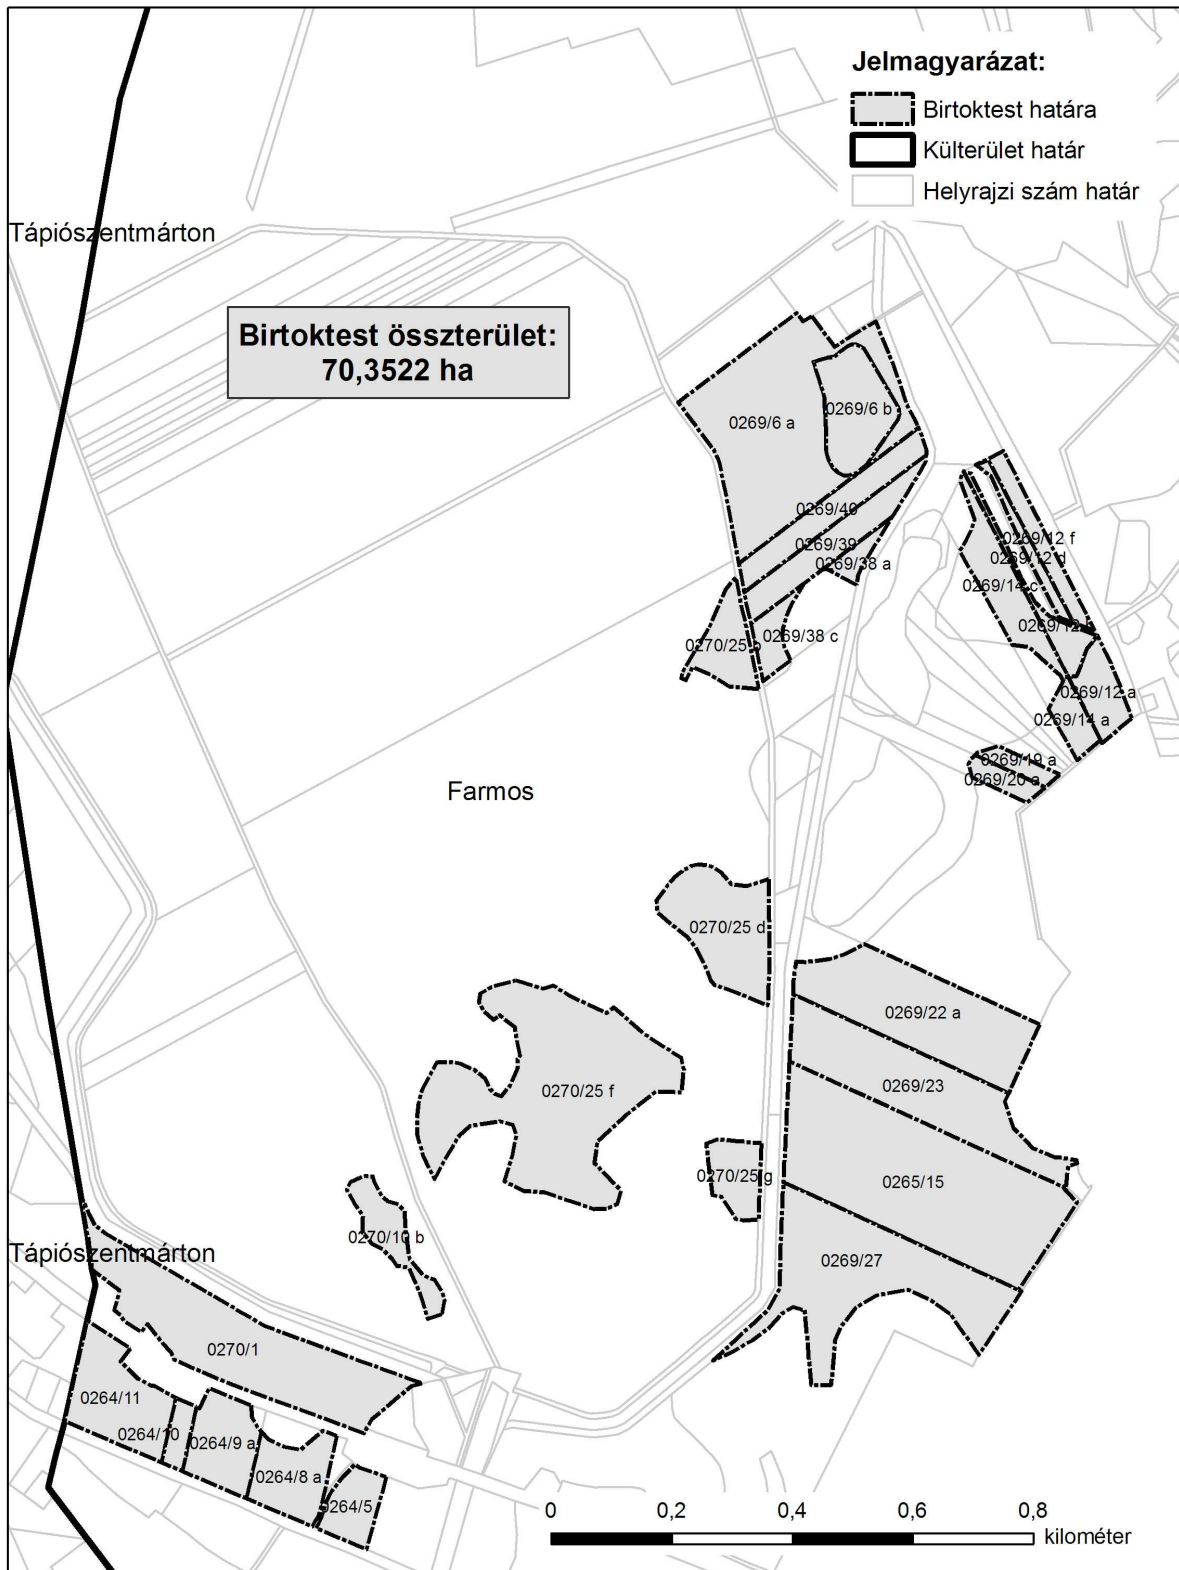 Jelmagyarázat:
Birtoktest határa
Külterület határ
Helyrajzi szám határ
Tápiószentmárton
Birtoktest összterület:
70,3522 ha
0269/6 a
0269/6 b
0269/40
0269/39
0269/38 a
0269/38 c
0270/25 b
0269/12 f
0269/12 d
0269/14 c
0269/12
0269/12 a
0269/14 a
0269/19 a
0269/20 a
Farmos
0270/25 d
0269/22 a
0269/23
0270/25 f
0270/25 g
0265/15
0270/10 b
Tápiószentmárton
0269/27
0270/1
0264/11
0264/10
0264/9 a
0264/8 a
0264/5
0 0,2 0,4 0,6 0,8
kilométer